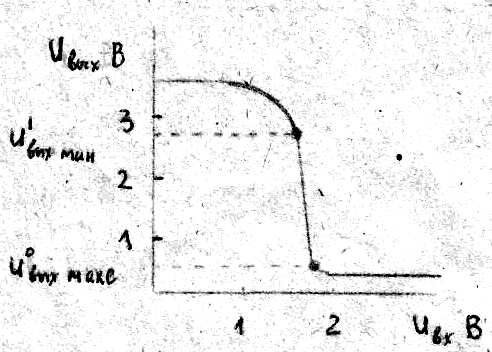 Uвых В
3
U¹вых мин
2
1
U⁰вых макс
1 2 Uвх В